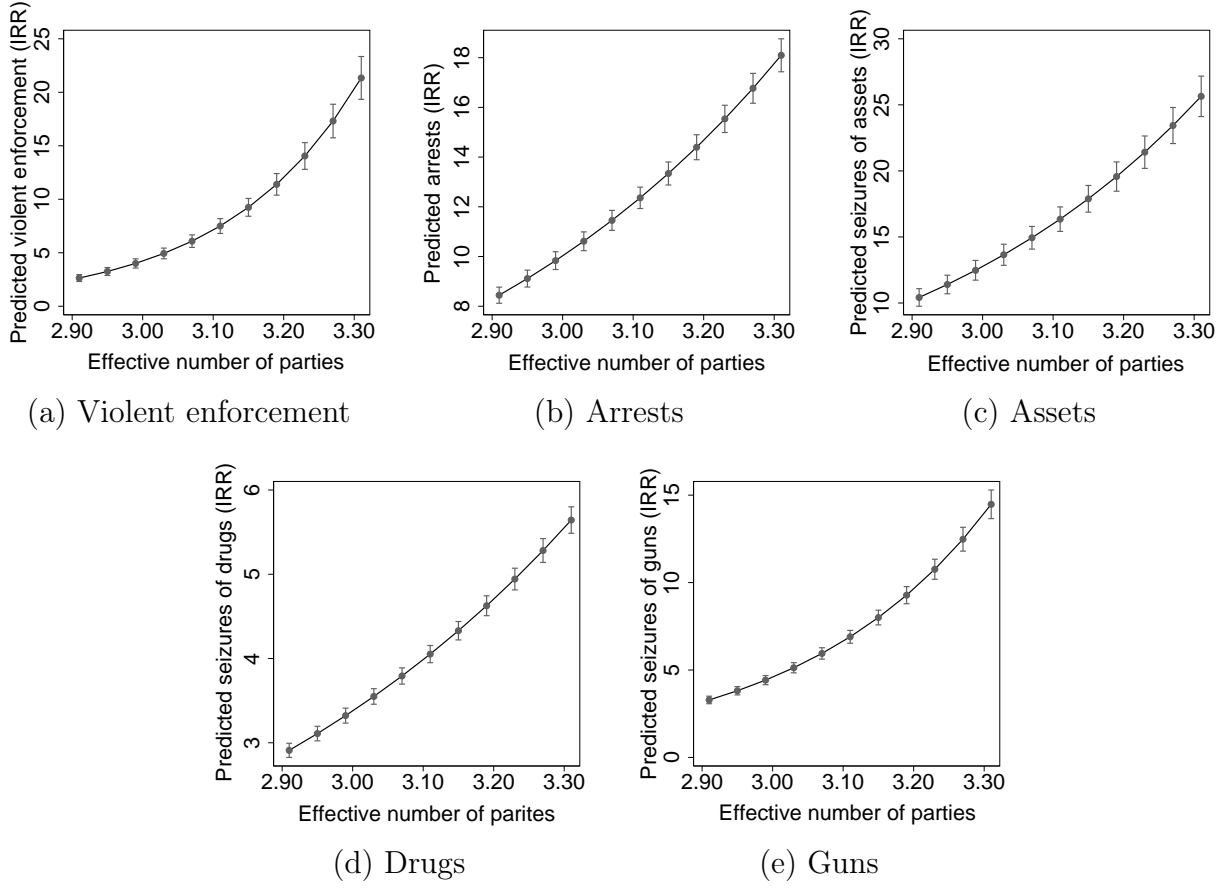 Predicted violent enforcement (IRR)
25
20
15
10
5
0
2.90 3.00 3.10 3.20 3.30
Effective number of parties
(a) Violent enforcement
Predicted arrests (IRR)
18
16
14
12
10
8
2.90 3.00 3.10 3.20 3.30
Effective number of parties
(b) Arrests
Predicted seizures of assets (IRR)
30
25
20
15
10
2.90 3.00 3.10 3.20 3.30
Effective number of parties
(c) Assets
Predicted seizures of drugs (IRR)
6
5
4
3
2.90 3.00 3.10 3.20 3.30
Effective number of parites
(d) Drugs
Predicted seizures of guns (IRR)
15
10
5
0
2.90 3.00 3.10 3.20 3.30
Effective number of parties
(e) Guns